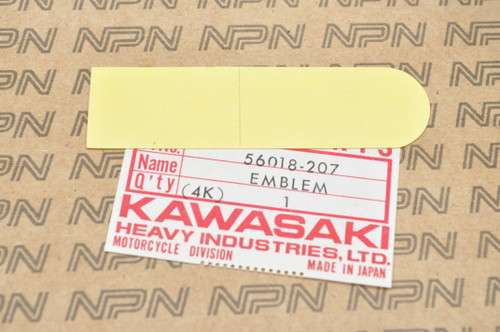 56018-207
Name EMBLEM
Q'ty (4K) 1
KAWASAKI
HEAVY INDUSTRIES, LTD.
MOTORCYCLE DIVISION MADE IN JAPAN
NPN NPN NPN NPN NPN NPN